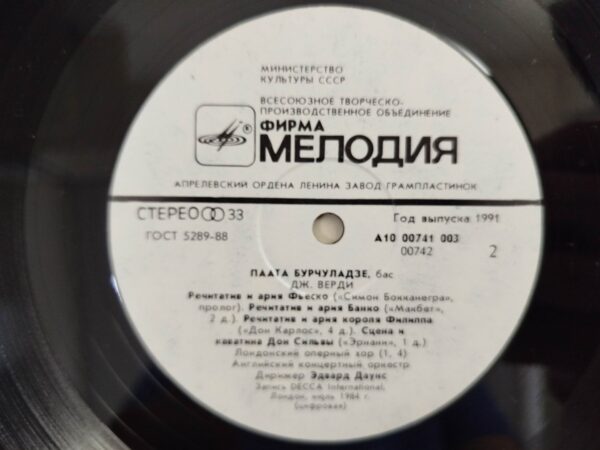 МИНИСТЕРСТВО
КУЛЬТУРЫ СССР
ВСЕСОЮЗНОЕ ТВОРЧЕСКО-
ПРОИЗВОДСТВЕННОЕ ОБЪЕДИНЕНИЕ
ФИРМА
®
МЕЛОДИЯ
АПРЕЛЕВСКИЙ ОРДЕНА ЛЕНИНА ЗАВОД ГРАМПЛАСТИНОК
СТЕРЕО 33
Год выпуска 1991
ГОСТ 5289-88
А10 00741 003
00742
2
ПААТА БУРЧУЛАДЗЕ, бас
ДЖ. ВЕРДИ
Речитатив и ария Фьеско («Симон Бокканегра»,
пролог). Речитатив и ария Банко («Макбет»,
2 д.). Речитатив и ария короля Филиппа
(«Дон Карлос», 4 д.). Сцена и
каватина Дон Сильвы («Эрнани», 1 д.)
Лондонский оперный хор (1, 4)
Английский концертный оркестр
Дирижер Эдвард Даунс
Запись DECCA International,
Лондон, июль 1984 г.
(цифровая)